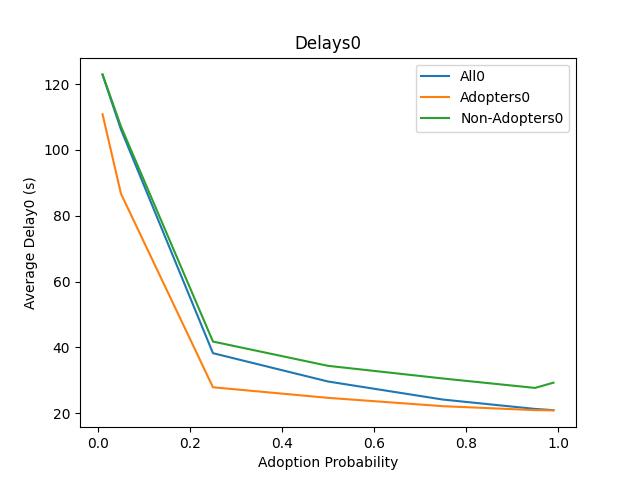 Delays0
All0
Adopters0
Non-Adopters0
Average Delay0 (s)
120
100
80
60
40
20
0.0 0.2 0.4 0.6 0.8 1.0
Adoption Probability